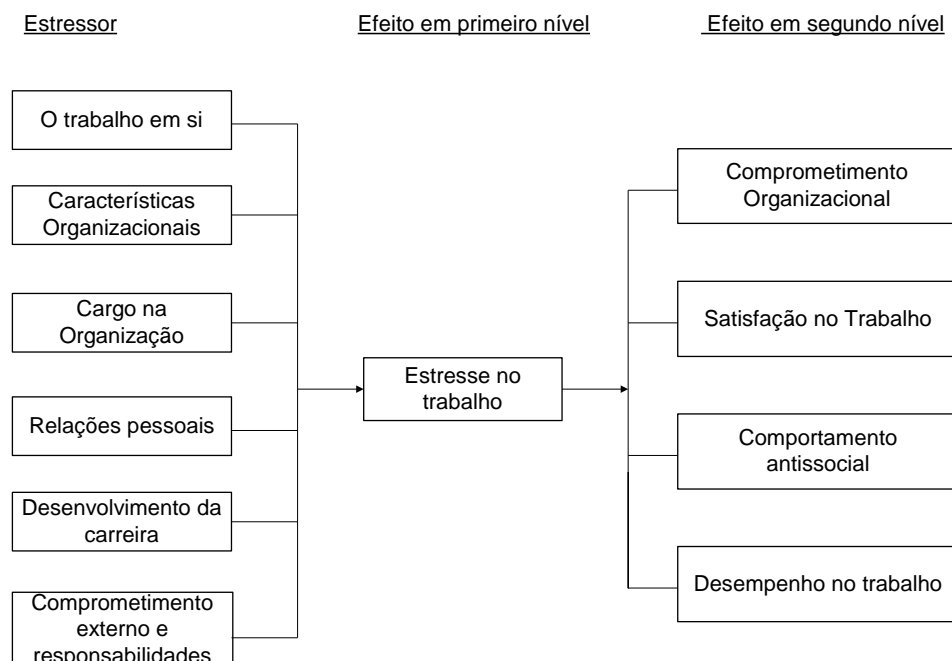 Estressor
Efeito em primeiro nível
Efeito em segundo nível
O trabalho em si
Características
Organizacionais
Cargo na
Organização
Relações pessoais
Desenvolvimento da
carreira
Comprometimento
externo e
responsabilidades
Estresse no
trabalho
Comprometimento
Organizacional
Satisfação no Trabalho
Comportamento
antissocial
Desempenho no trabalho